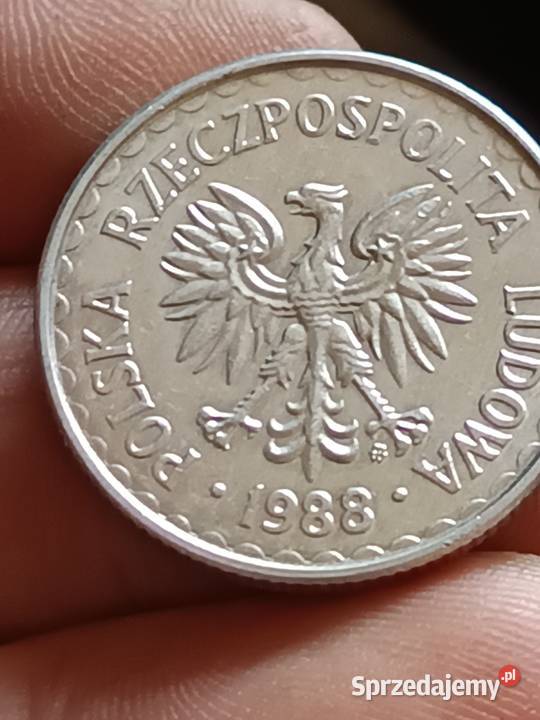 POLSKA RZECZPOSPOLITA LUDOWA
· 1988 ·
Sprzedajemy.pl